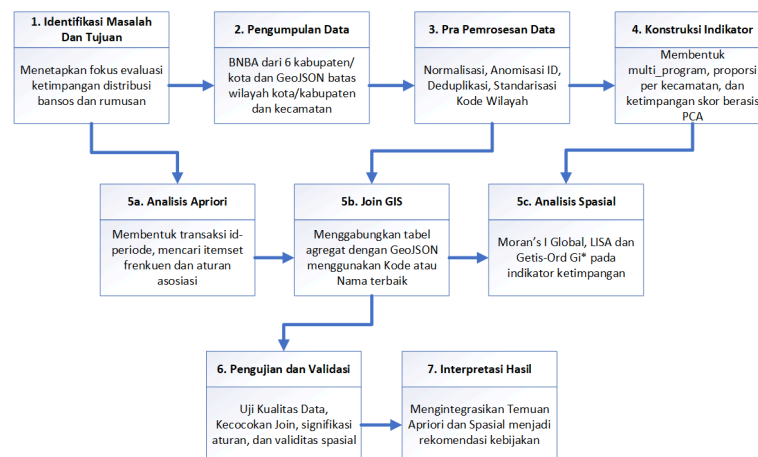 1. Identifikasi Masalah
Dan Tujuan
Menetapkan fokus evaluasi
ketimpangan distribusi
bansos dan rumusan
2. Pengumpulan Data
BNBA dari 6 kabupaten/
kota dan GeoJSON batas
wilayah kota/kabupaten
dan kecamatan
3. Pra Pemrosesan Data
Normalisasi, Anomisasi ID,
Deduplikasi, Standarisasi
Kode Wilayah
4. Konstruksi Indikator
Membentuk
multi_program, proporsi
per kecamatan, dan
ketimpangan skor berasis
PCA
5a. Analisis Apriori
Membentuk transaksi id-
periode, mencari itemset
frenkuen dan aturan
asosiasi
5b. Join GIS
Menggabungkan tabel
agregat dengan GeoJSON
menggunakan Kode atau
Nama terbaik
5c. Analisis Spasial
Moran's I Global, LISA dan
Getis-Ord Gi* pada
indikator ketimpangan
6. Pengujian dan Validasi
Uji Kualitas Data,
Kecocokan Join, signifikasi
aturan, dan validitas spasial
7. Interpretasi Hasil
Mengintegrasikan Temuan
Apriori dan Spasial menjadi
rekomendasi kebijakan